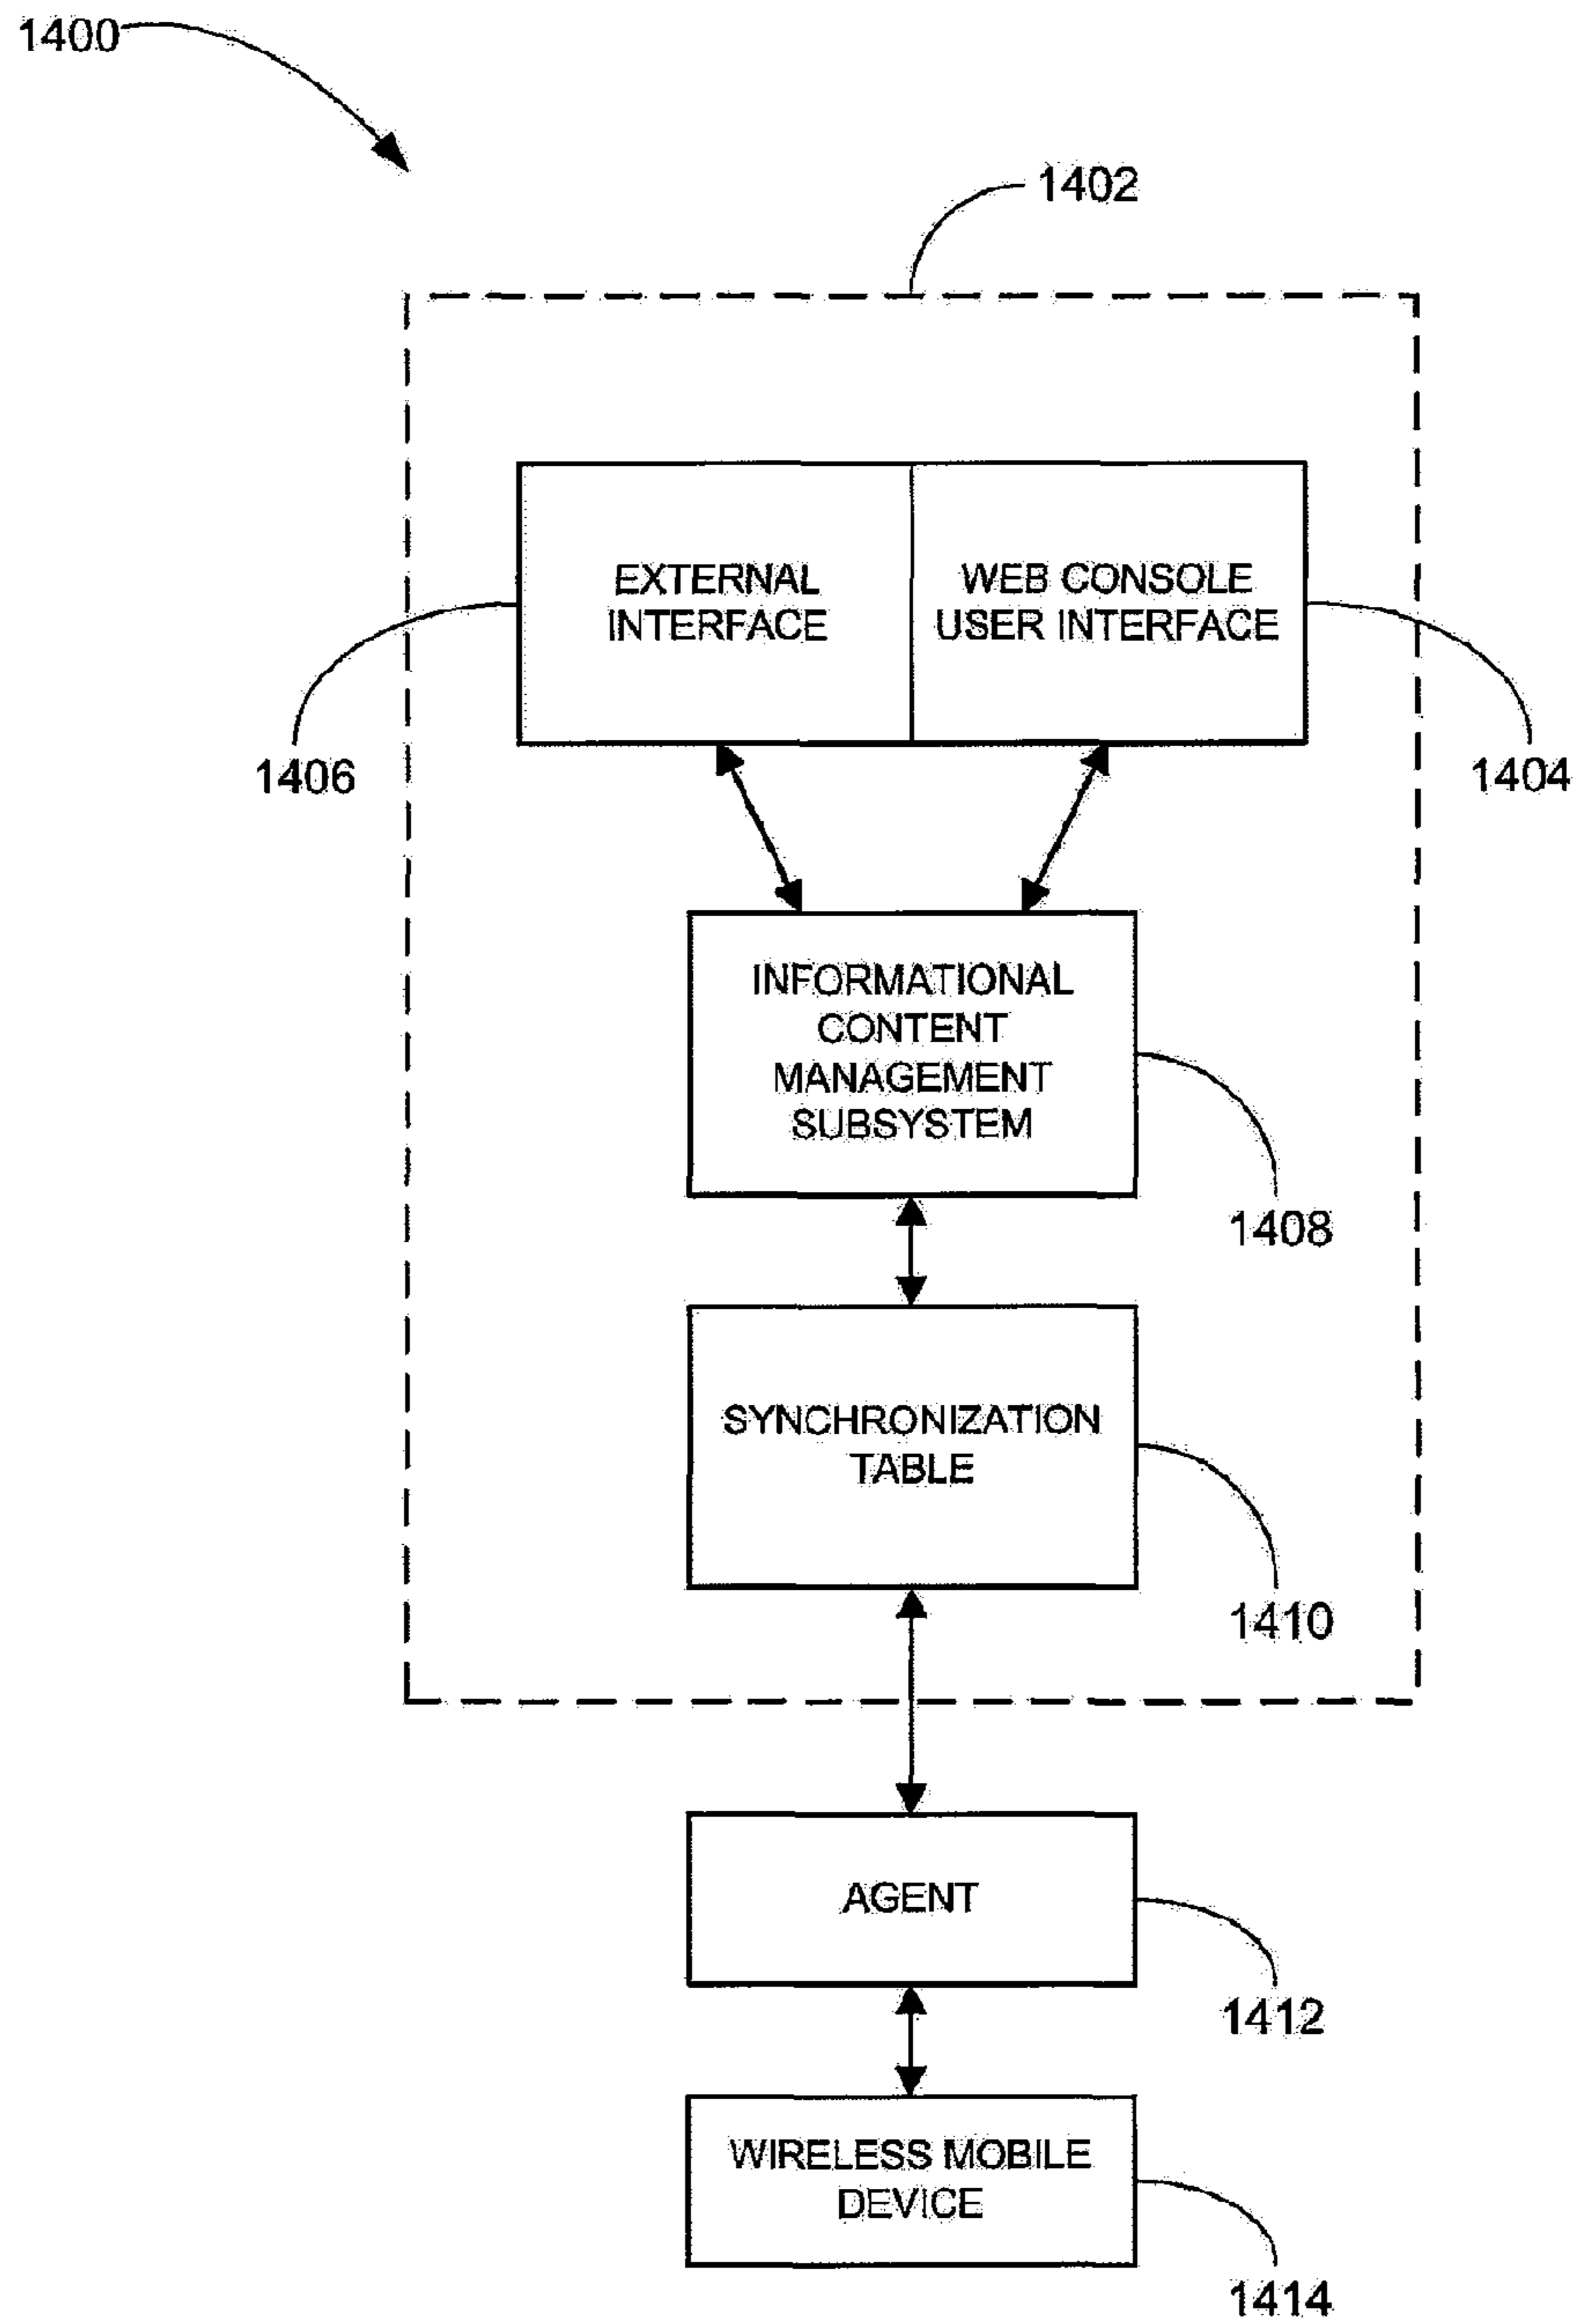 1400
1402
EXTERNAL
INTERFACE
WEB CONSOLE
USER INTERFACE
1406
1404
INFORMATIONAL
CONTENT
MANAGEMENT
SUBSYSTEM
1408
SYNCHRONIZATION
TABLE
1410
AGENT
1412
WIRELESS MOBILE
DEVICE
1414